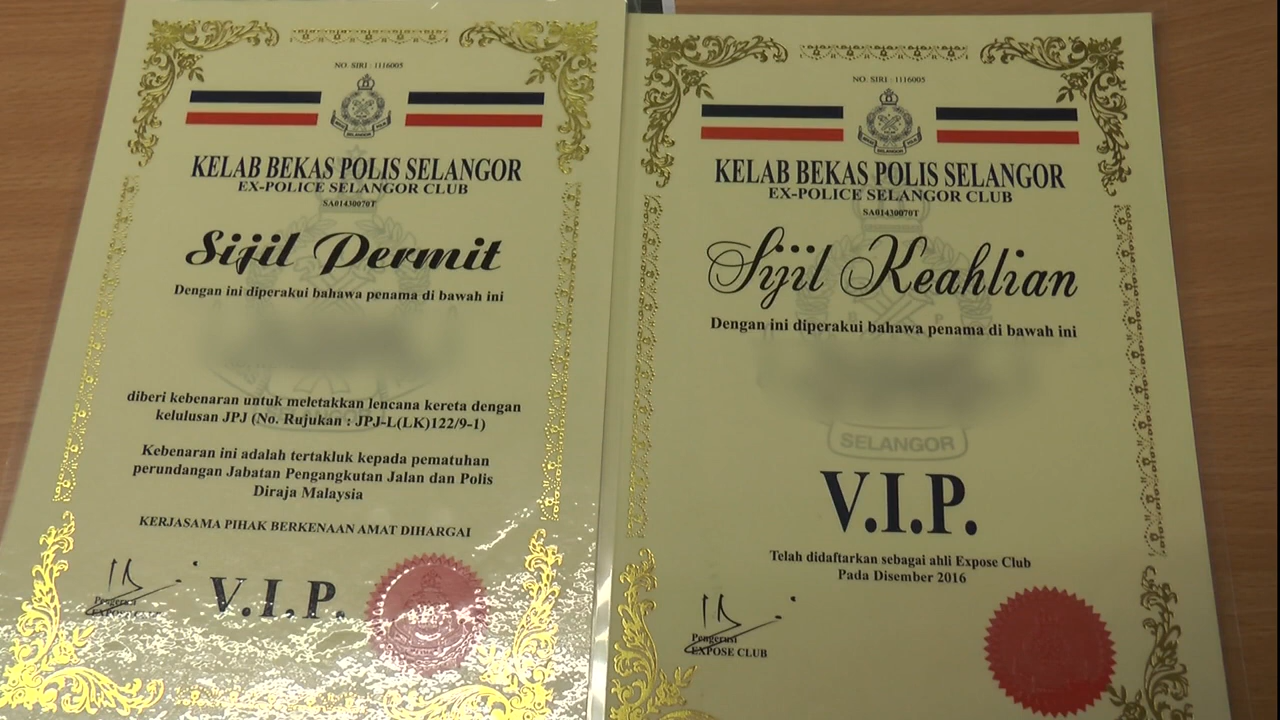 NO. SIRI : 1116005
KELAB BEKAS POLIS SELANGOR
EX-POLICE SELANGOR CLUB
SA01430070T
Sijil Permit
Dengan ini diperakui bahawa penama di bawah ini
diberi kebenaran untuk meletakkan lencana kereta dengan
kelulusan JPJ (No. Rujukan : JPJ-L(LK)122/9-1)
Kebenaran ini adalah tertakluk kepada pematuhan
perundangan Jabatan Pengangkutan Jalan dan Polis
Diraja Malaysia
KERJASAMA PIHAK BERKENAAN AMAT DIHARGAI
V.I.P.
Pengerusi
EXPOSE CLUB
NO. SIRI : 1116005
SELANGOR
KELAB BEKAS POLIS SELANGOR
EX-POLICE SELANGOR CLUB
SA01430070T
Sijil Keahlian
Dengan ini diperakui bahawa penama di bawah ini
SELANGOR
V.I.P.
Telah didaftarkan sebagai ahli Expose Club
Pada Disember 2016
Pengerusi
EXPOSE CLUB